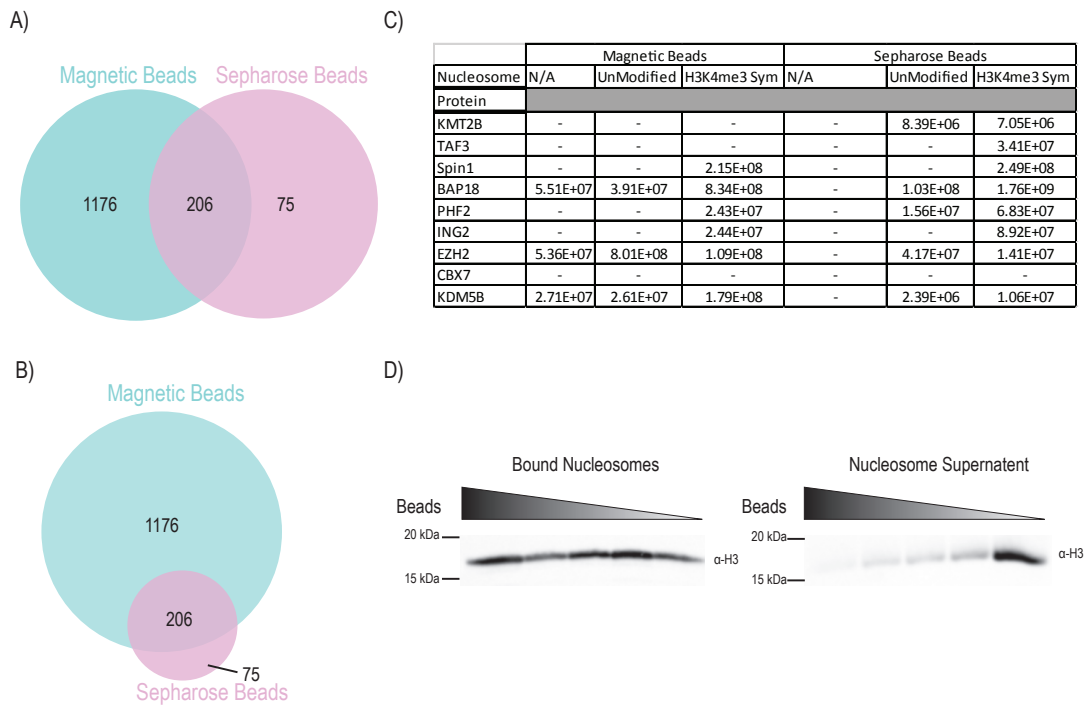 A)
Magnetic Beads Sepharose Beads
1176 206 75
B)
Magnetic Beads
1176
206
75
Sepharose Beads
C)
Magnetic Beads Sepharose Beads
Nucleosome N/A UnModified H3K4me3 Sym N/A UnModified H3K4me3 Sym
Protein
KMT2B - - - - 8.39E+06 7.05E+06
TAF3 - - - - - 3.41E+07
Spin1 - - 2.15E+08 - - 2.49E+08
BAP18 5.51E+07 3.91E+07 8.34E+08 - 1.03E+08 1.76E+09
PHF2 - - 2.43E+07 - 1.56E+07 6.83E+07
ING2 - - 2.44E+07 - - 8.92E+07
EZH2 5.36E+07 8.01E+08 1.09E+08 - 4.17E+07 1.41E+07
CBX7 - - - - - -
KDM5B 2.71E+07 2.61E+07 1.79E+08 - 2.39E+06 1.06E+07
D)
Bound Nucleosomes
Beads
20 kDa
α-H3
15 kDa
Nucleosome Supernatent
Beads
20 kDa
α-H3
15 kDa